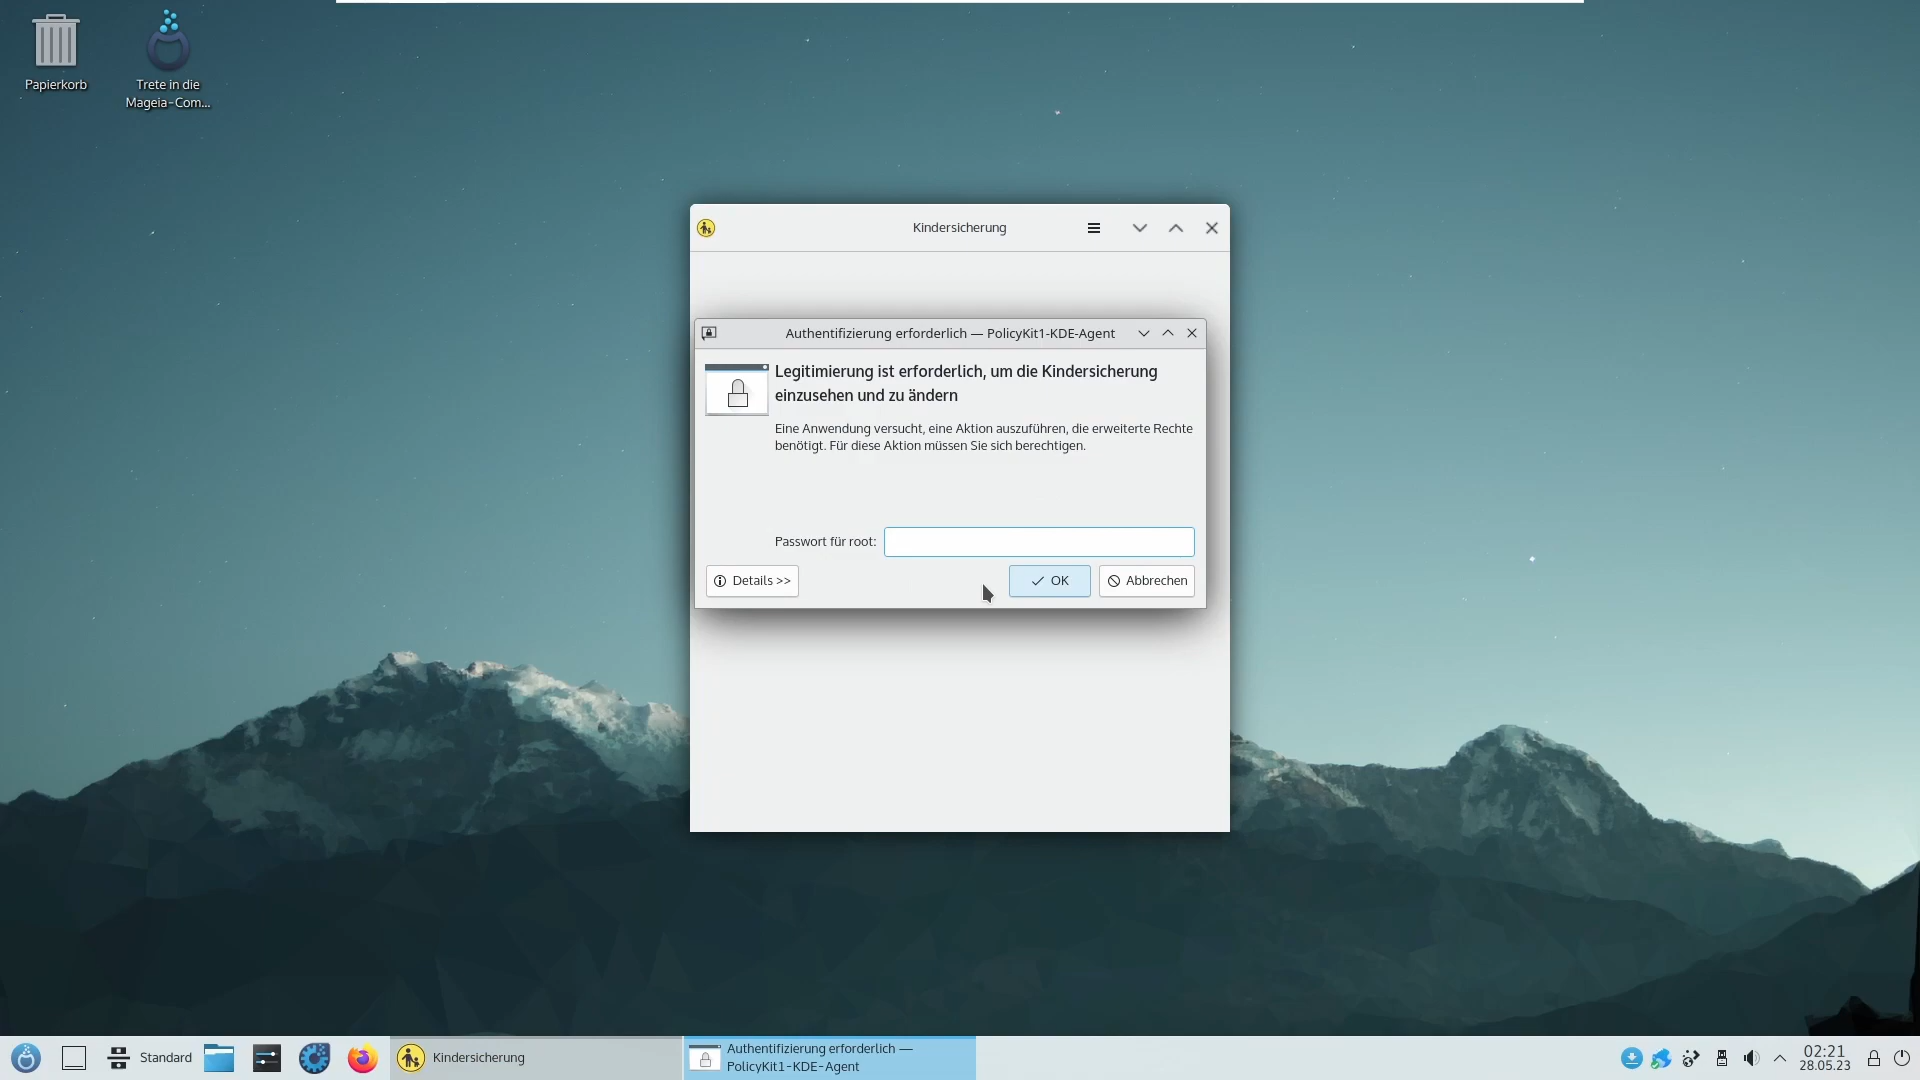 Papierkorb
Trete in die
Mageia-Com...
Kindersicherung
Authentifizierung erforderlich — PolicyKit1-KDE-Agent
Legitimierung ist erforderlich, um die Kindersicherung
einzusehen und zu ändern
Eine Anwendung versucht, eine Aktion auszuführen, die erweiterte Rechte
benötigt. Für diese Aktion müssen Sie sich berechtigen.
Passwort für root:
Details >>
OK
Abbrechen
Standard
Kindersicherung
Authentifizierung erforderlich —
PolicyKit1-KDE-Agent
02:21
28.05.23